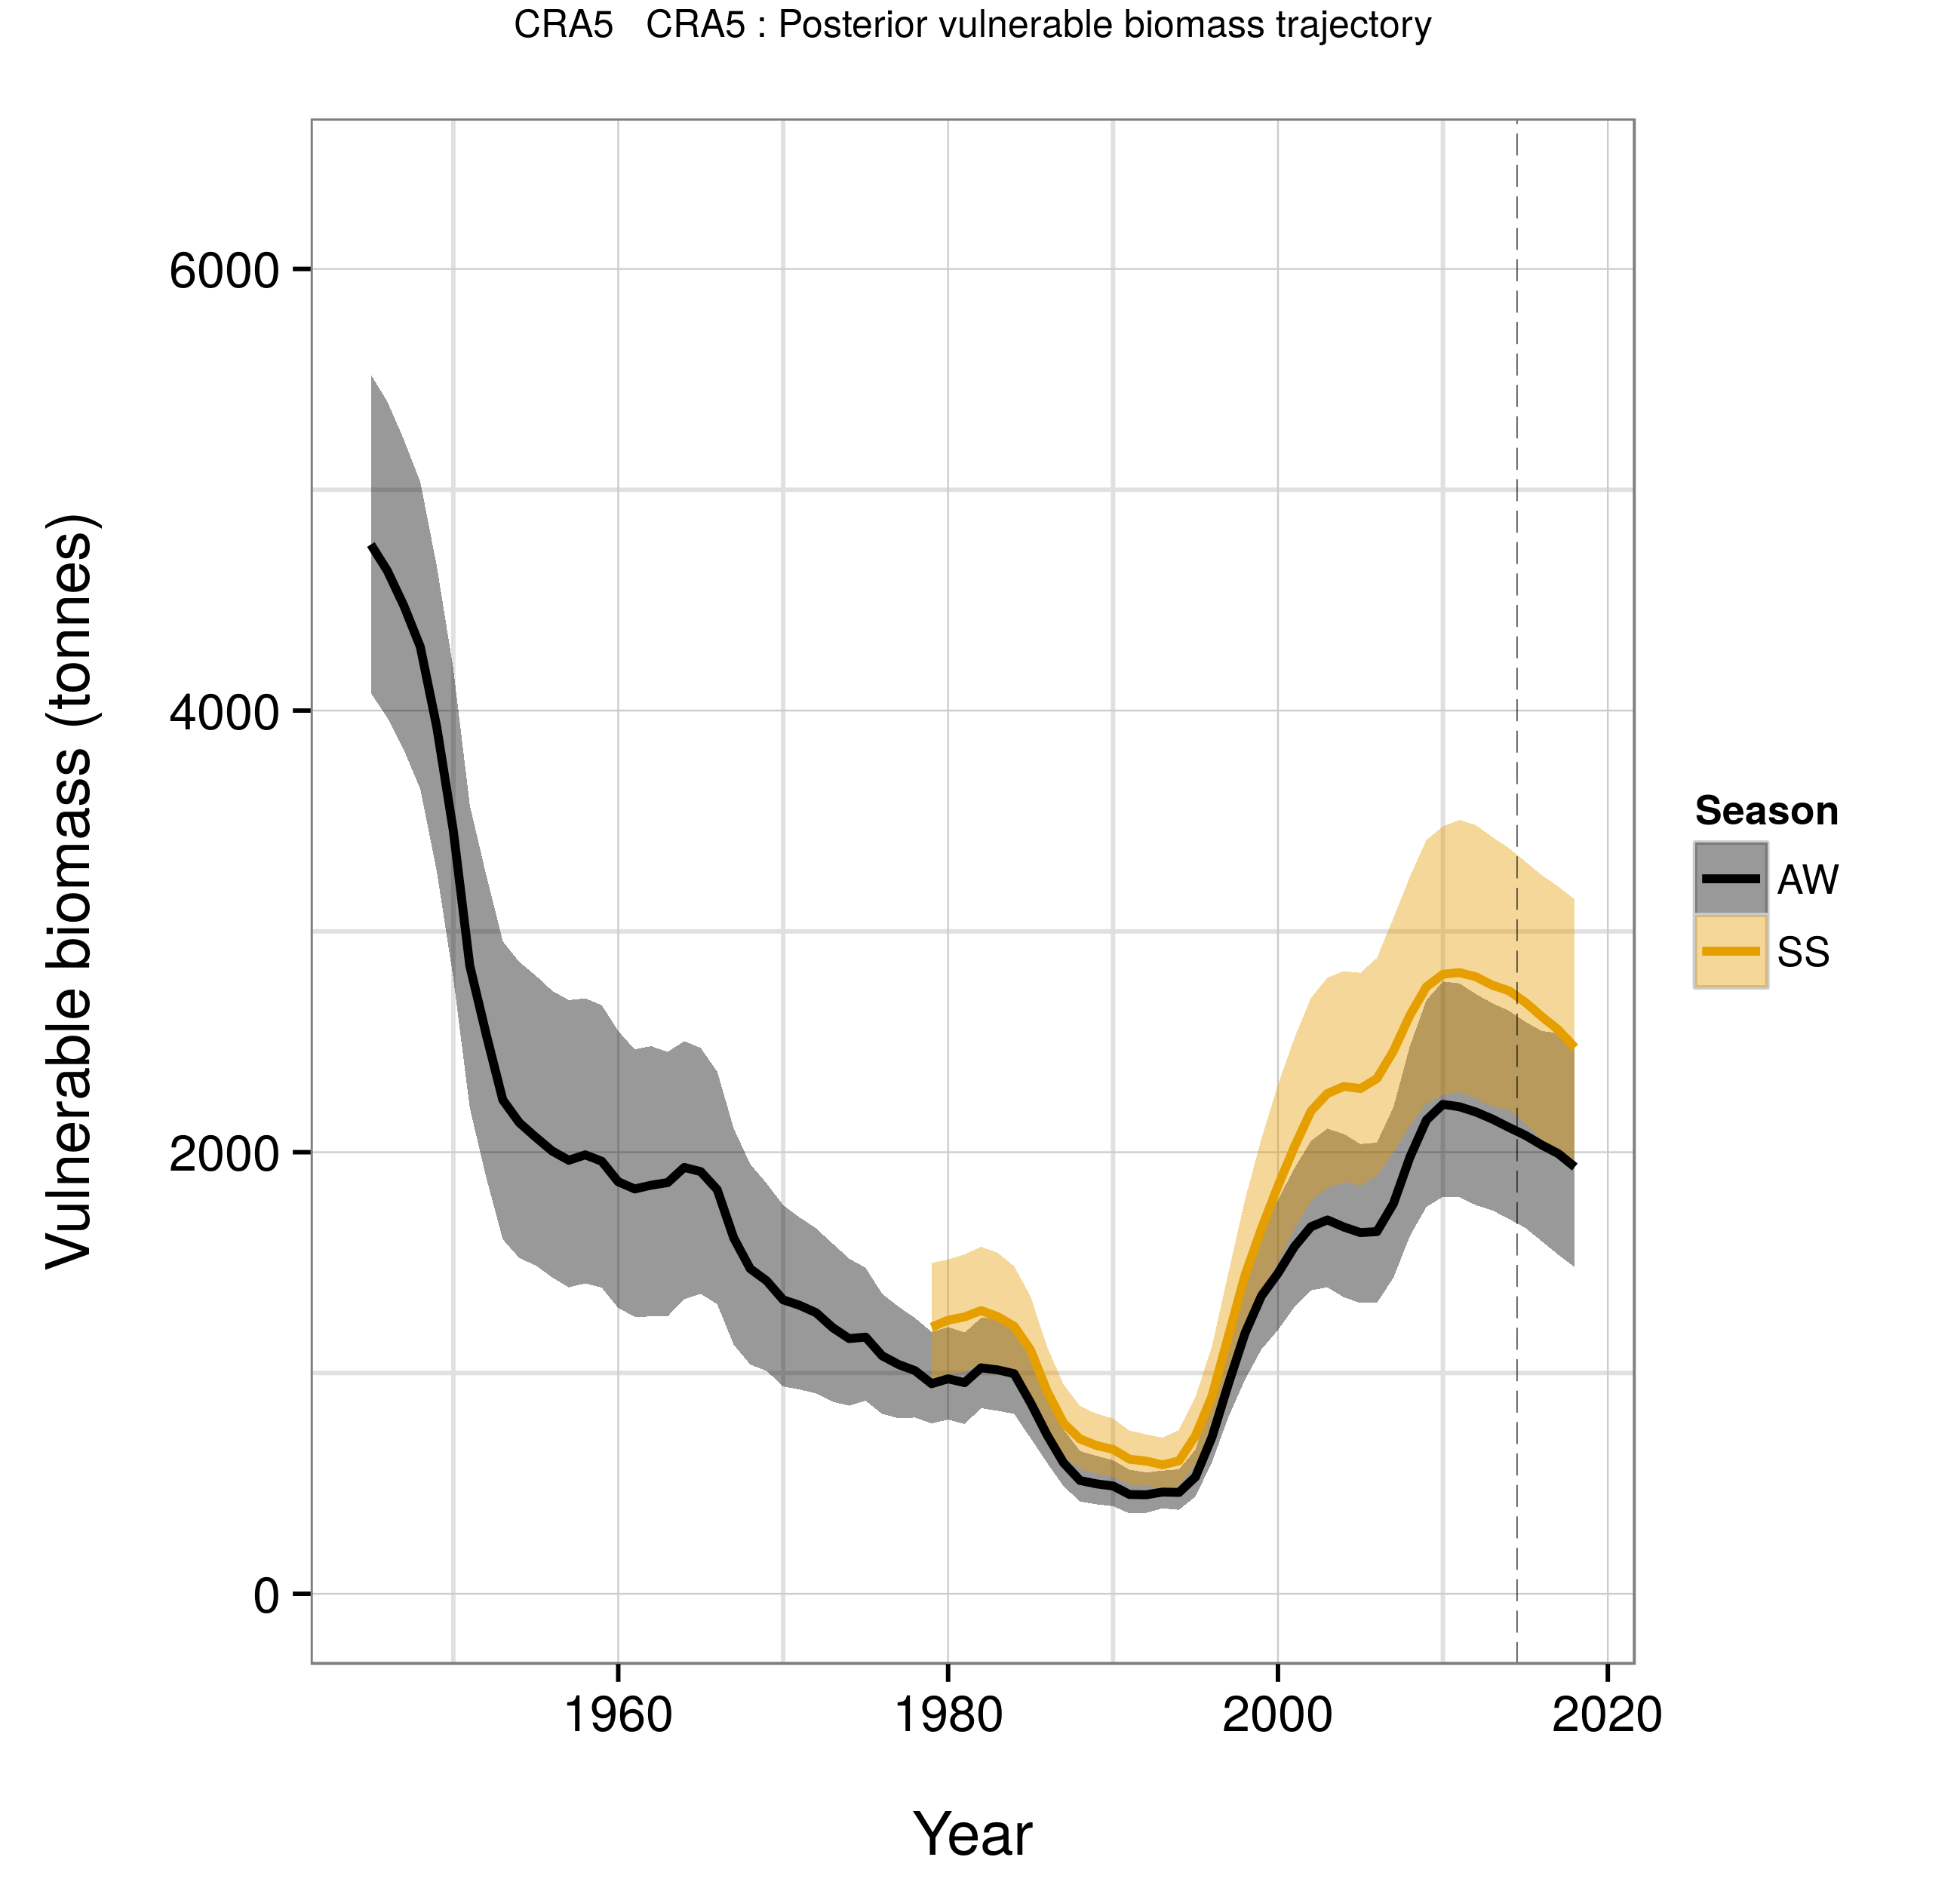 CRA5 CRA5 : Posterior vulnerable biomass trajectory
Vulnerable biomass (tonnes)
6000
4000
2000
0
1960 1980 2000 2020
Year
Season
AW
SS